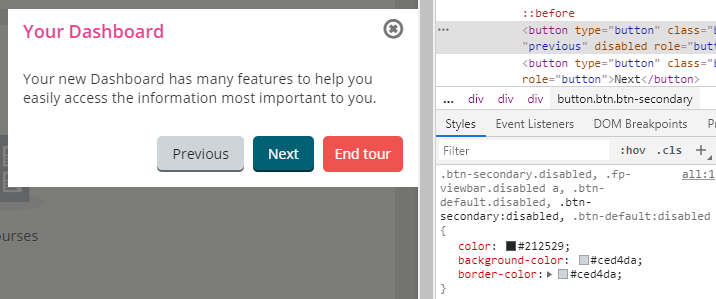 Your Dashboard
Your new Dashboard has many features to help you
easily access the information most important to you.
Previous
Next
End tour
ourses
::before
<button type="button" class="b
"previous" disabled role="butt
<button type="button" class="b
role="button">Next</button>
... div div button.btn.btn-secondary
Styles Event Listeners DOM Breakpoints Pr
Filter :hov .cls +
.btn-secondary.disabled, .fp- all:1
viewbar.disabled a, .btn-
default.disabled, .btn-
secondary:disabled, .btn-default:disabled
{
color: #212529;
background-color: #ced4da;
border-color: #ced4da;
}